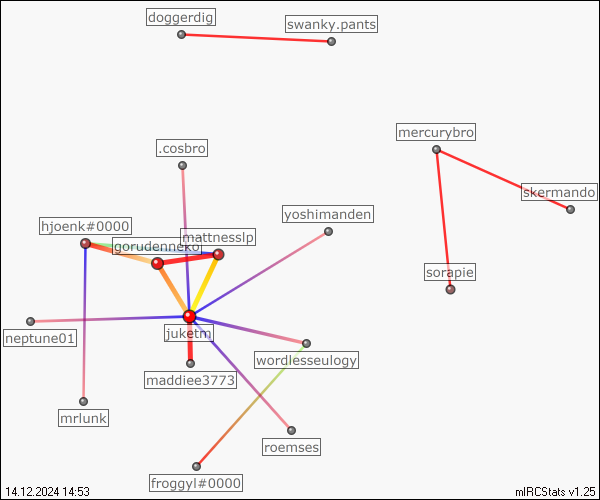 doggerdig
swanky.pants
mercurybro
.cosbro
skermando
yoshimanden
hjoenk#0000
mattnesslp
gorudenneko
sorapie
juketm
neptune01
wordlesseulogy
maddiee3773
mrlunk
roemses
froggyl#0000
14.12.2024 14:53
mIRCStats v1.25